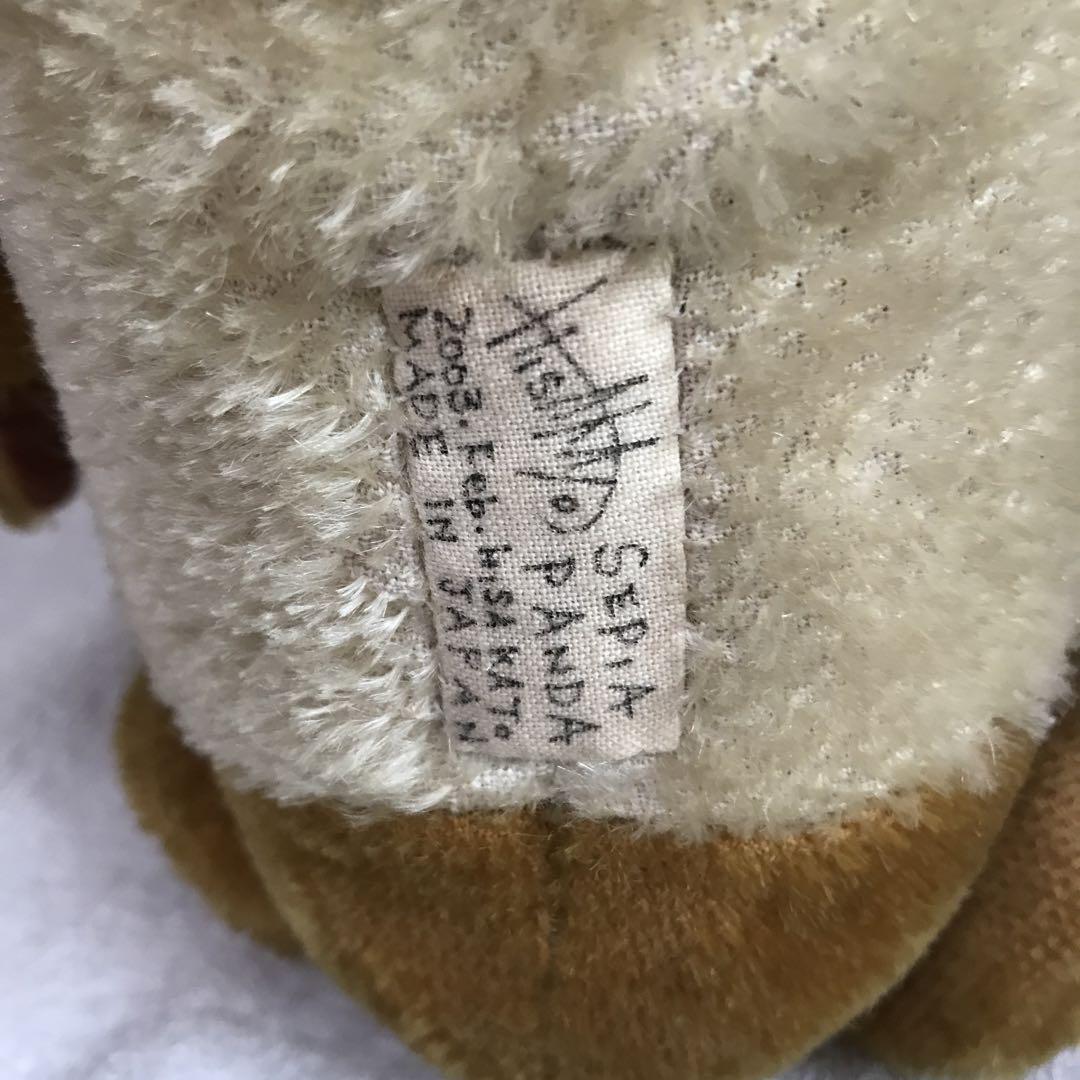 SEPiA
PANDA
2003. Feb. HiSA KATo
MADE IN JAPAN